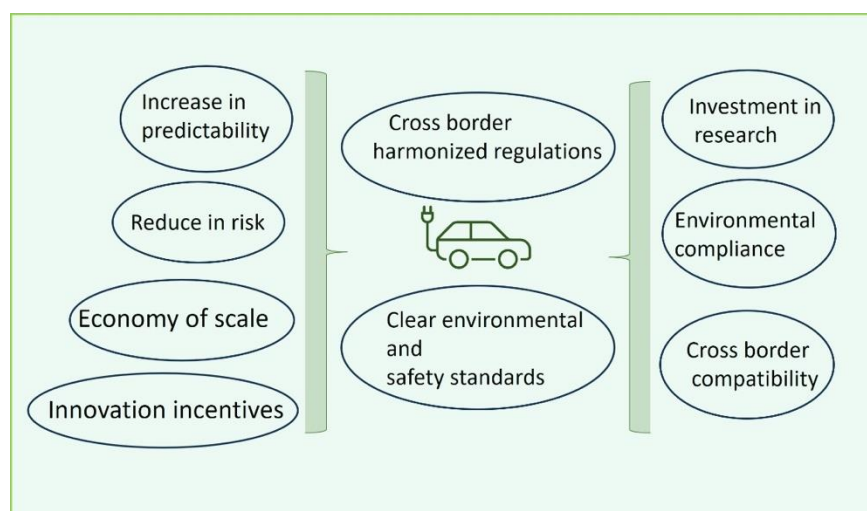 Increase in
predictability
Reduce in risk
Economy of scale
Innovation incentives
Cross border
harmonized regulations
Clear environmental
and
safety standards
Investment in
research
Environmental
compliance
Cross border
compatibility